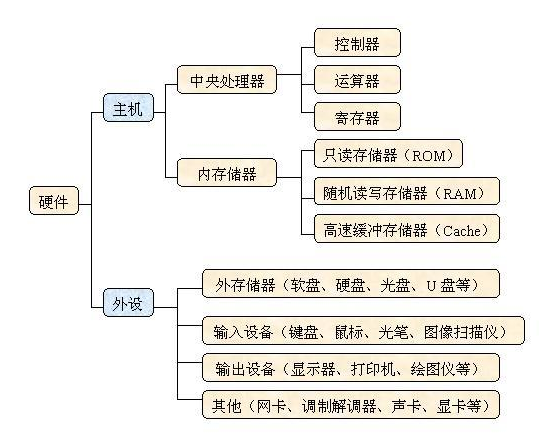 硬件
主机
中央处理器
控制器
运算器
寄存器
内存储器
只读存储器（ROM）
随机读写存储器（RAM）
高速缓冲存储器（Cache）
外设
外存储器（软盘、硬盘、光盘、U盘等）
输入设备（键盘、鼠标、光笔、图像扫描仪）
输出设备（显示器、打印机、绘图仪等）
其他（网卡、调制解调器、声卡、显卡等）